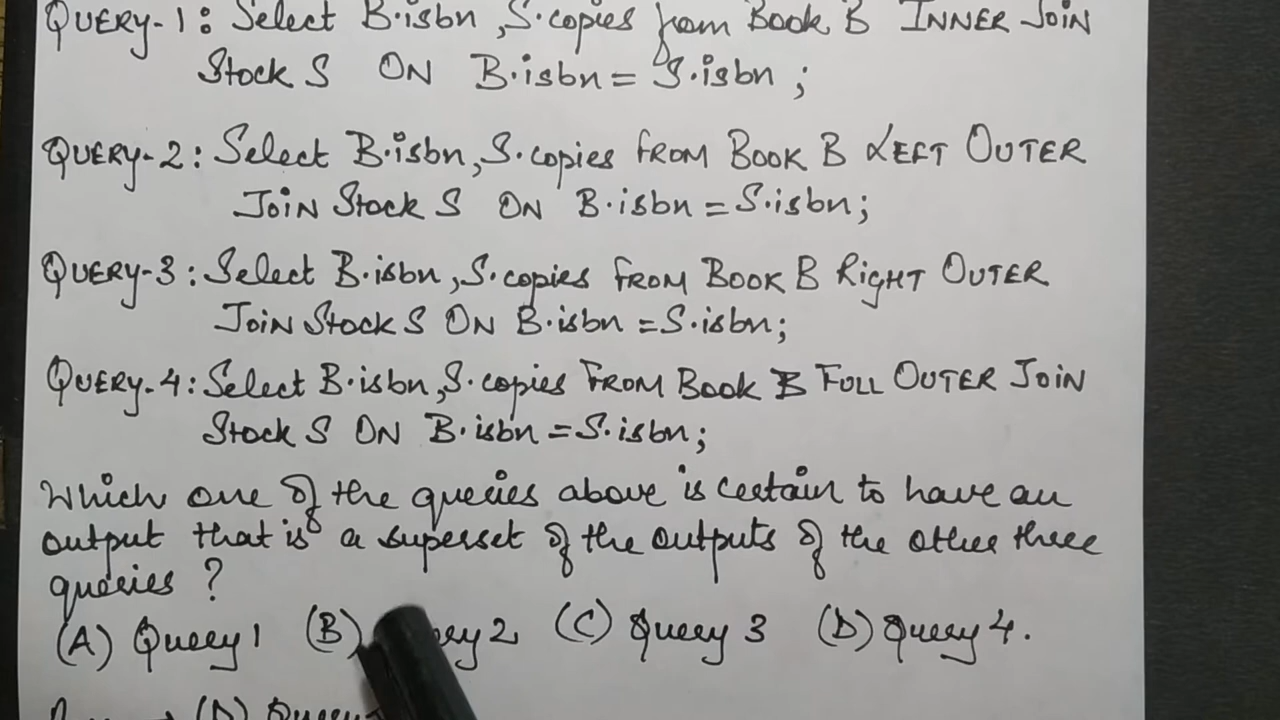 QUERY-1: Select B.isbn, S.copies from Book B INNER JOIN
Stock S ON B.isbn = S.isbn;
QUERY-2: Select B.isbn, S.copies FROM BOOK B LEFT OUTER
JOIN Stock S ON B.isbn = S.isbn;
QUERY-3: Select B.isbn, S.copies FROM BOOK B RIGHT OUTER
JOIN Stock S ON B.isbn = S.isbn;
QUERY-4: Select B.isbn, S.copies FROM Book B FULL OUTER JOIN
Stock S ON B.isbn = S.isbn;
Which one of the queries above is certain to have an
output that is a superset of the outputs of the other three
queries ?
(A) Query 1 (B) 2 (C) Query 3 (D) Query 4.
(D)